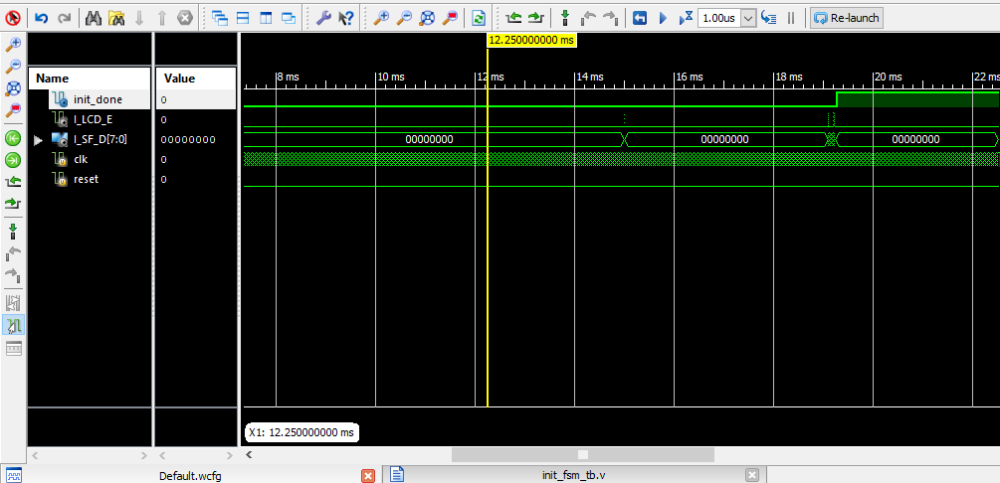 1.00us Re-launch
12.250000000 ms
Name Value
8 ms 10 ms 12 ms 14 ms 16 ms 18 ms 20 ms 22 ms
init_done 0
I_LCD_E 0
I_SF_D[7:0] 00000000 00000000 00000000 00000000
clk 0
reset 0
X1: 12.250000000 ms
Default.wcfg init_fsm_tb.v